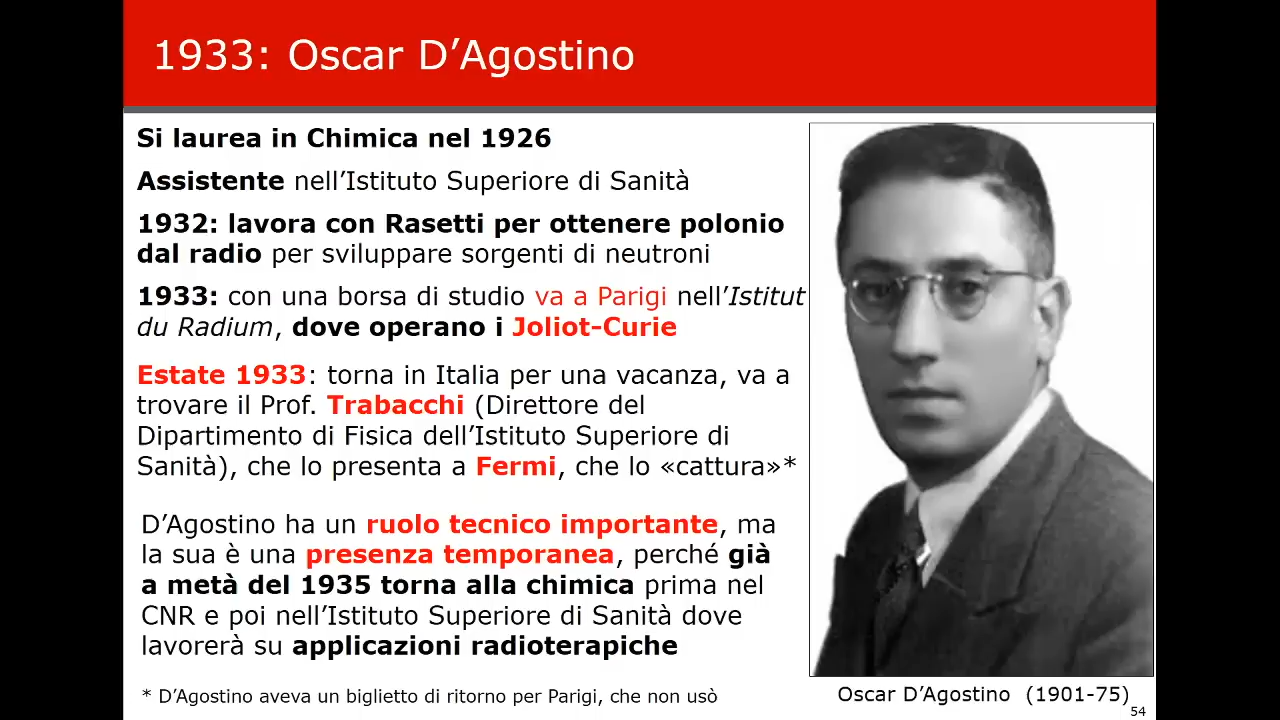 1933: Oscar D’Agostino
Si laurea in Chimica nel 1926
Assistente nell’Istituto Superiore di Sanità
1932: lavora con Rasetti per ottenere polonio
dal radio per sviluppare sorgenti di neutroni
1933: con una borsa di studio va a Parigi nell’Istitut
du Radium, dove operano i Joliot-Curie
Estate 1933: torna in Italia per una vacanza, va a
trovare il Prof. Trabacchi (Direttore del
Dipartimento di Fisica dell’Istituto Superiore di
Sanità), che lo presenta a Fermi, che lo «cattura»*
D’Agostino ha un ruolo tecnico importante, ma
la sua è una presenza temporanea, perché già
a metà del 1935 torna alla chimica prima nel
CNR e poi nell’Istituto Superiore di Sanità dove
lavorerà su applicazioni radioterapiche
* D’Agostino aveva un biglietto di ritorno per Parigi, che non usò
Oscar D’Agostino (1901-75)
54